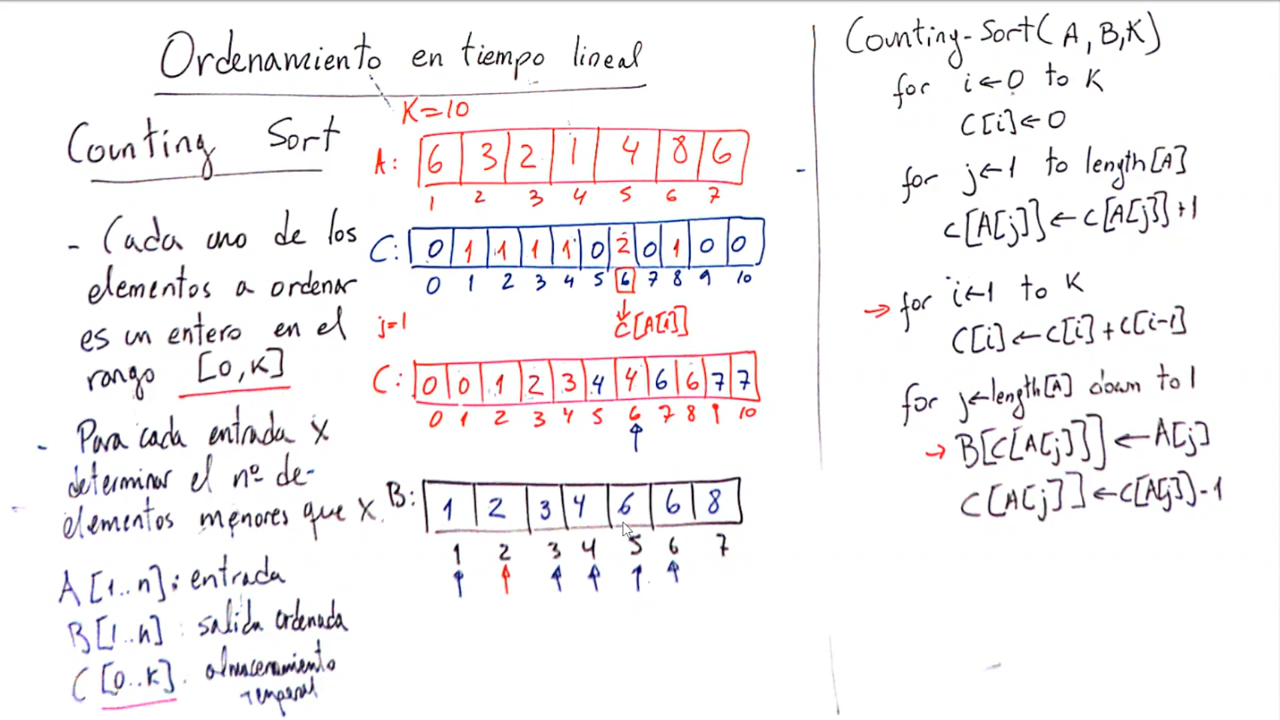 Ordenamiento en tiempo lineal
Counting Sort
- Cada uno de los
elementos a ordenar
es un entero en el
rango [0,K]
- Para cada entrada x
determinar el nº de
elementos menores que x.
A[1..n]: entrada
B[1..n]: salida ordenada
C[0..K]. almacenamiento
temporal
K=10
A: 6 3 2 1 4 8 6
1 2 3 4 5 6 7
C: 0 1 1 1 1 0 2 0 1 0 0
0 1 2 3 4 5 6 7 8 9 10
j=1 C[A[1]]
C: 0 0 1 2 3 4 4 6 6 7 7
0 1 2 3 4 5 6 7 8 9 10
B: 1 2 3 4 6 6 8
1 2 3 4 5 6 7
Counting-Sort(A,B,K)
for i←0 to K
C[i]←0
for j←1 to length[A]
C[A[j]]←C[A[j]]+1
→ for i←1 to K
C[i]←C[i]+C[i-1]
for j←length[A] down to 1
→ B[C[A[j]]]←A[j]
C[A[j]]←C[A[j]]-1